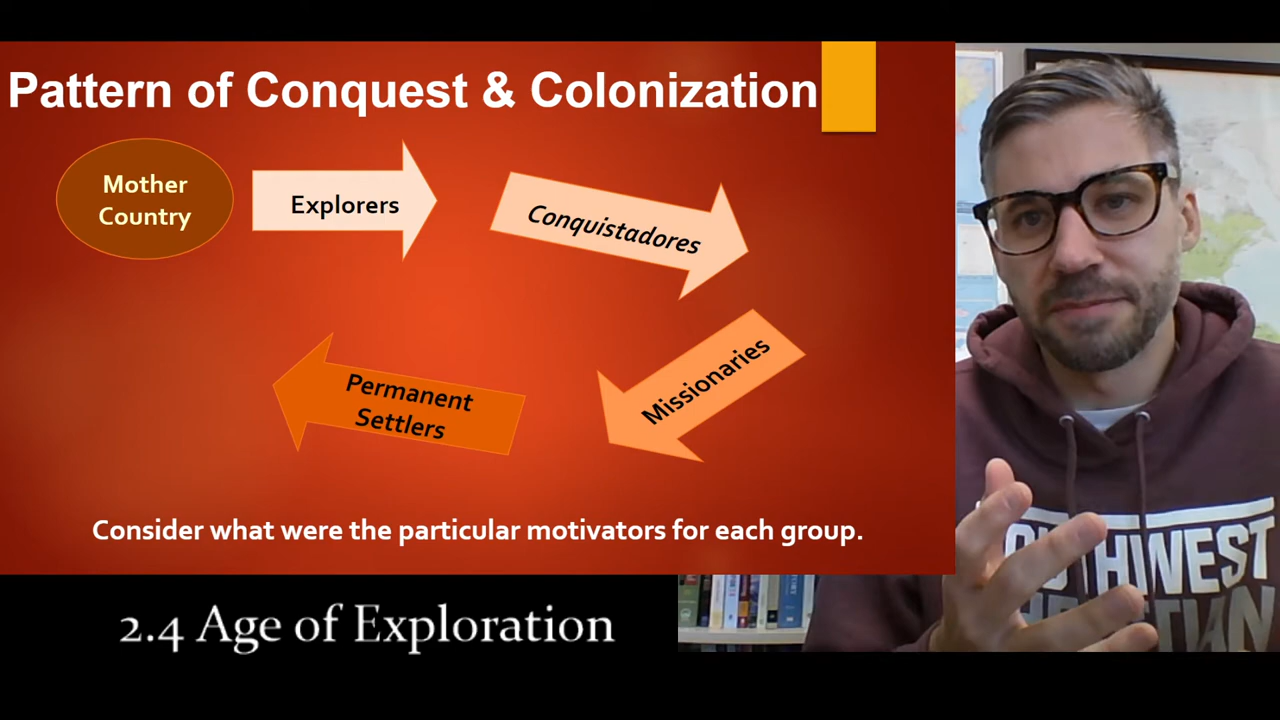 Pattern of Conquest & Colonization
Mother
Country
Explorers
Conquistadores
Missionaries
Permanent
Settlers
Consider what were the particular motivators for each group.
2.4 Age of Exploration